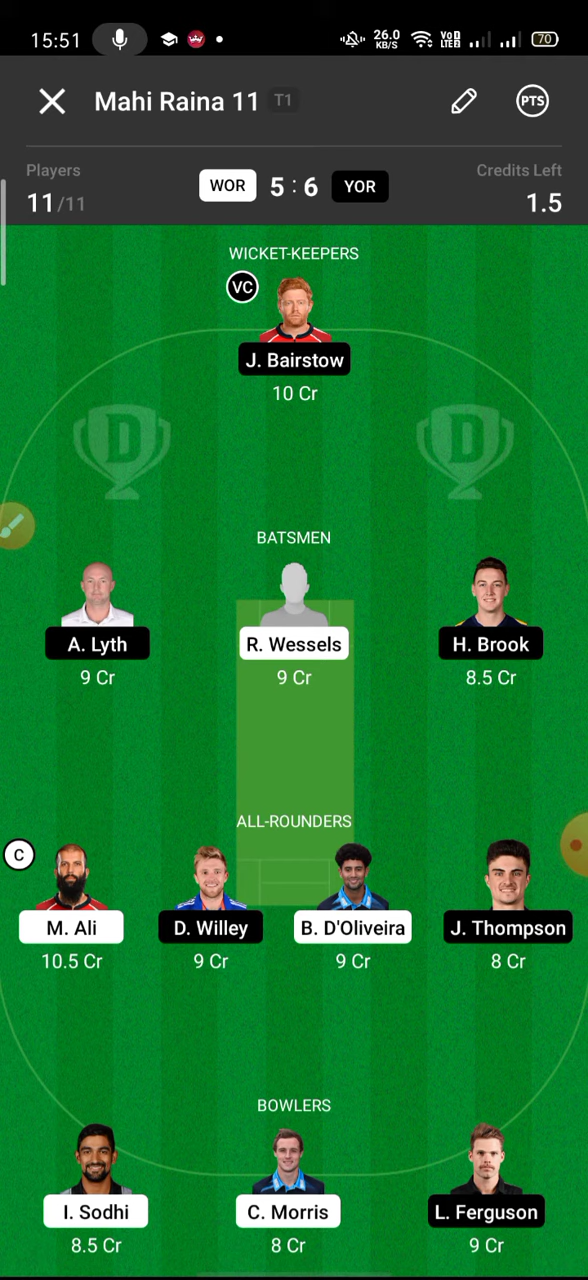 15:51
26.0
KB/S
VoD
LTE2
70
Mahi Raina 11 T1
PTS
Players
Credits Left
11/11
WOR 5 : 6 YOR
1.5
WICKET-KEEPERS
VC
J. Bairstow
10 Cr
D
D
BATSMEN
A. Lyth
R. Wessels
H. Brook
9 Cr
9 Cr
8.5 Cr
ALL-ROUNDERS
C
M. Ali
D. Willey
B. D'Oliveira
J. Thompson
10.5 Cr
9 Cr
9 Cr
8 Cr
BOWLERS
I. Sodhi
C. Morris
L. Ferguson
8.5 Cr
8 Cr
9 Cr